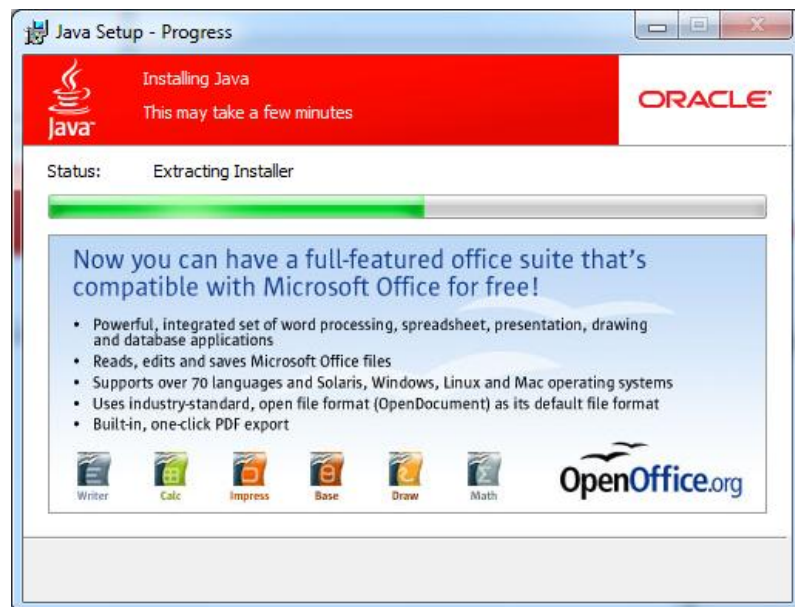 Java Setup - Progress
Installing Java
This may take a few minutes
Java™
ORACLE®
Status: Extracting Installer
Now you can have a full-featured office suite that's
compatible with Microsoft Office for free!
• Powerful, integrated set of word processing, spreadsheet, presentation, drawing
and database applications
• Reads, edits and saves Microsoft Office files
• Supports over 70 languages and Solaris, Windows, Linux and Mac operating systems
• Uses industry-standard, open file format (OpenDocument) as its default file format
• Built-in, one-click PDF export
Writer Calc Impress Base Draw Math
OpenOffice.org